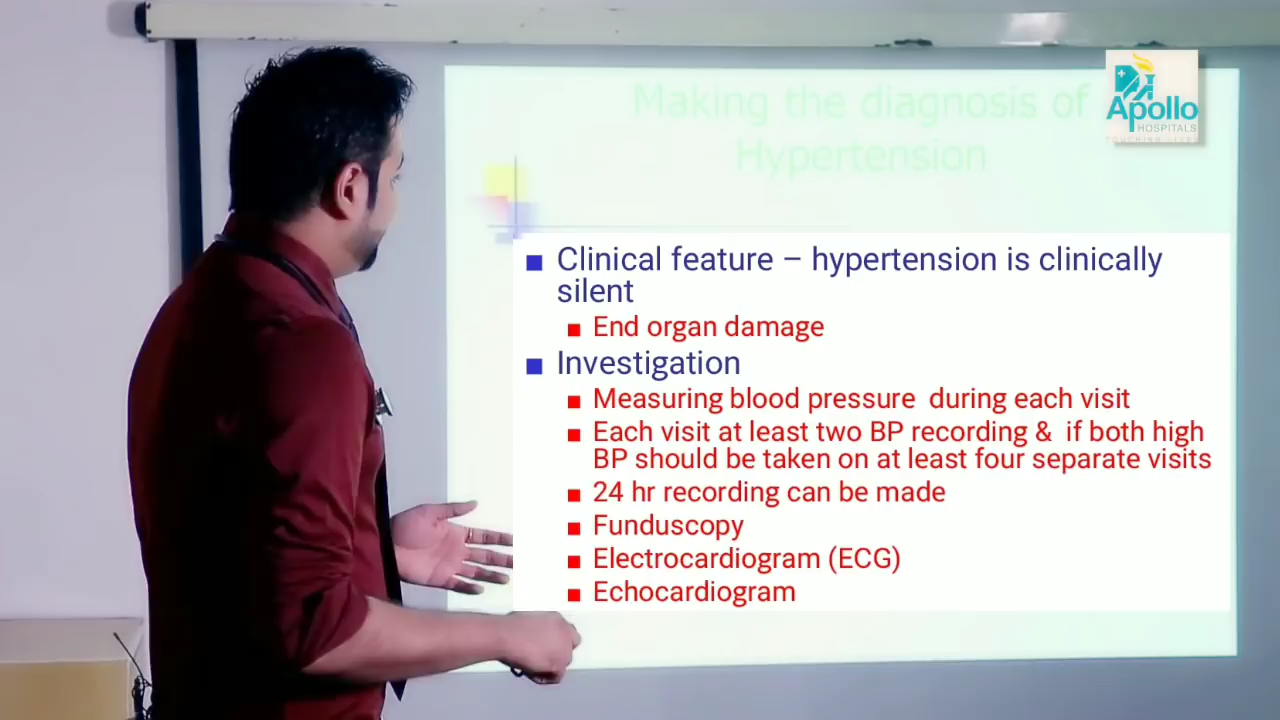 Making the diagnosis of
Hypertension
Apollo
HOSPITALS
TOUCHING LIVES
Clinical feature – hypertension is clinically
silent
End organ damage
Investigation
Measuring blood pressure during each visit
Each visit at least two BP recording & if both high
BP should be taken on at least four separate visits
24 hr recording can be made
Funduscopy
Electrocardiogram (ECG)
Echocardiogram